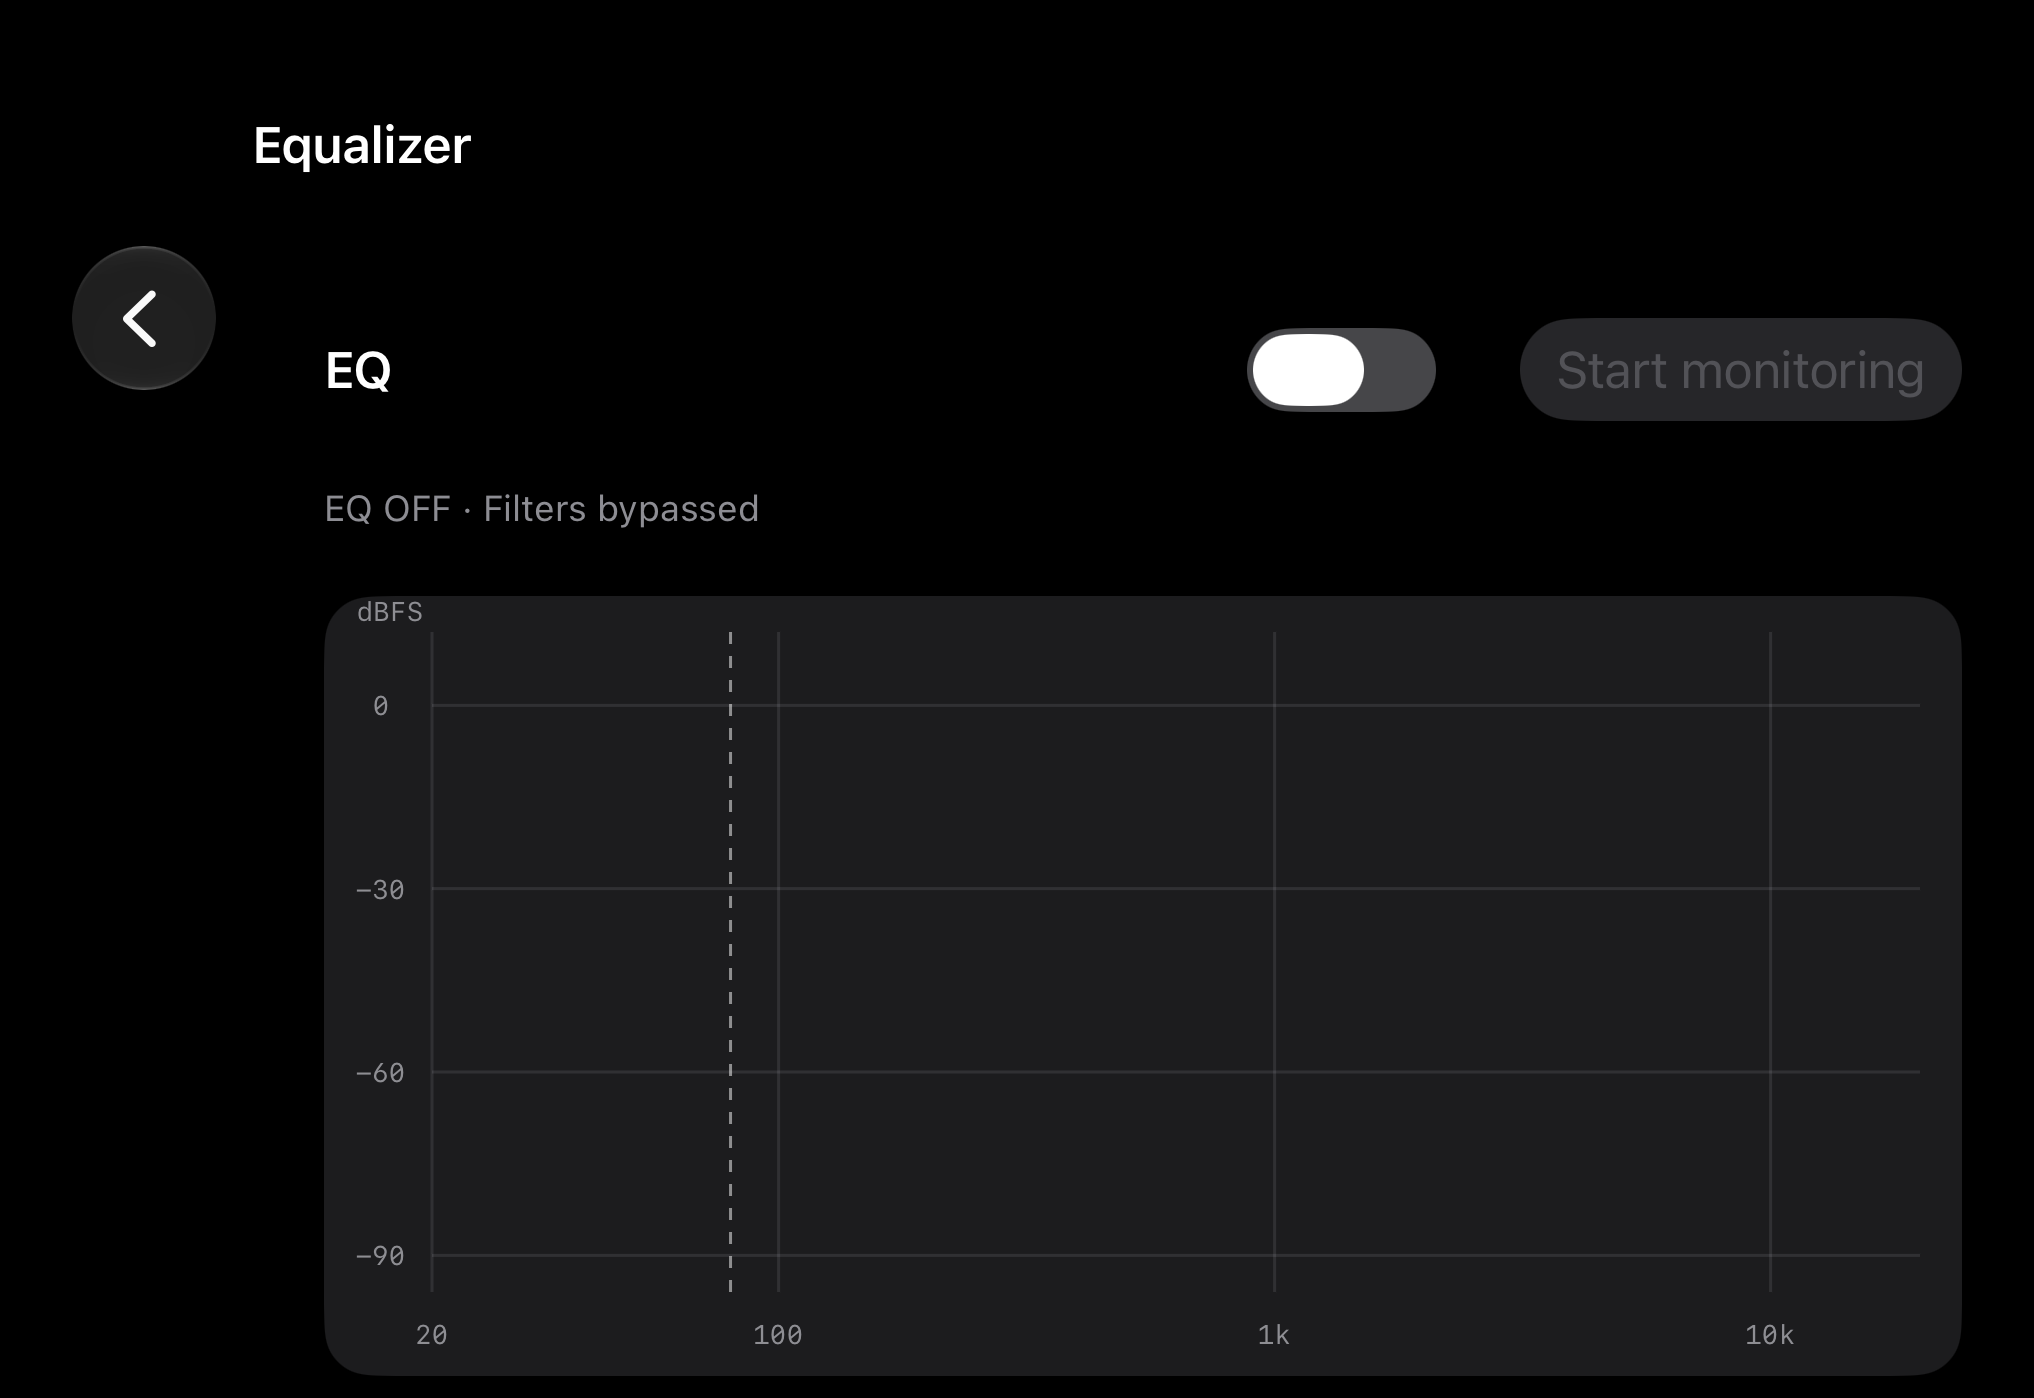 Equalizer
EQ
Start monitoring
EQ OFF · Filters bypassed
dBFS
0
−30
−60
−90
20 100 1k 10k